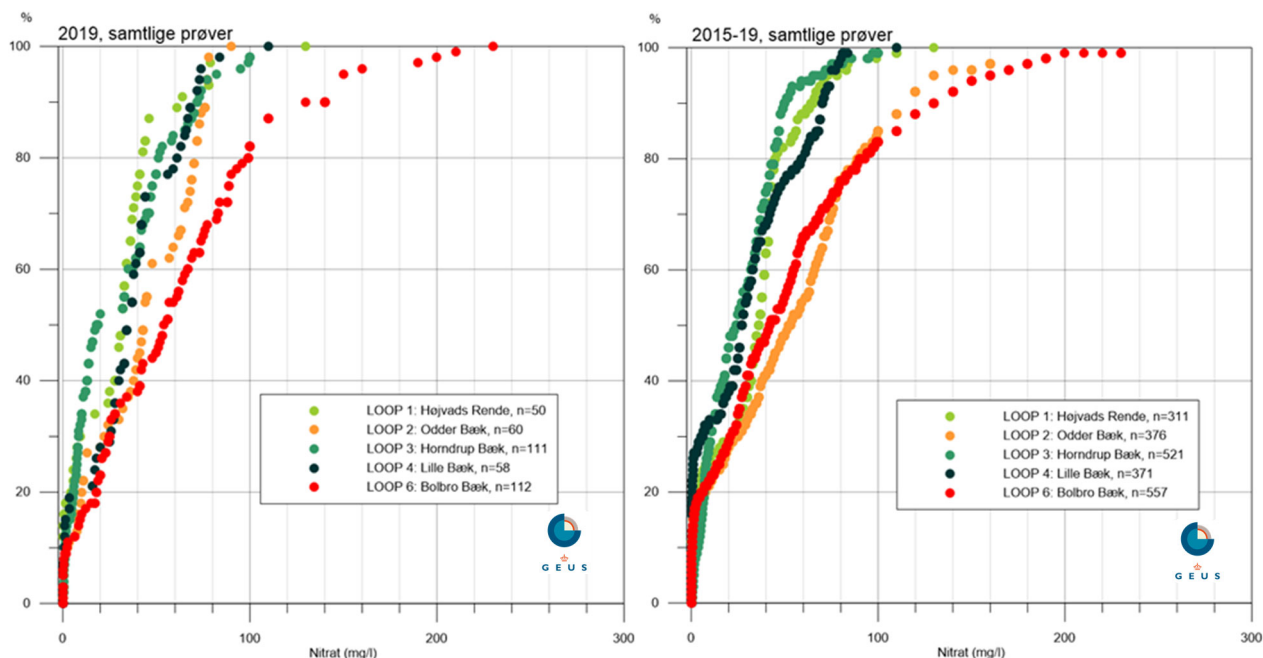 %
2019, samtlige prøver
100
80
60
40
20
0
LOOP 1: Højvads Rende, n=50
LOOP 2: Odder Bæk, n=60
LOOP 3: Horndrup Bæk, n=111
LOOP 4: Lille Bæk, n=58
LOOP 6: Bolbro Bæk, n=112
GEUS
0
100
200
300
Nitrat (mg/l)
%
2015-19, samtlige prøver
100
80
60
40
20
0
LOOP 1: Højvads Rende, n=311
LOOP 2: Odder Bæk, n=376
LOOP 3: Horndrup Bæk, n=521
LOOP 4: Lille Bæk, n=371
LOOP 6: Bolbro Bæk, n=557
GEUS
0
100
200
300
Nitrat (mg/l)